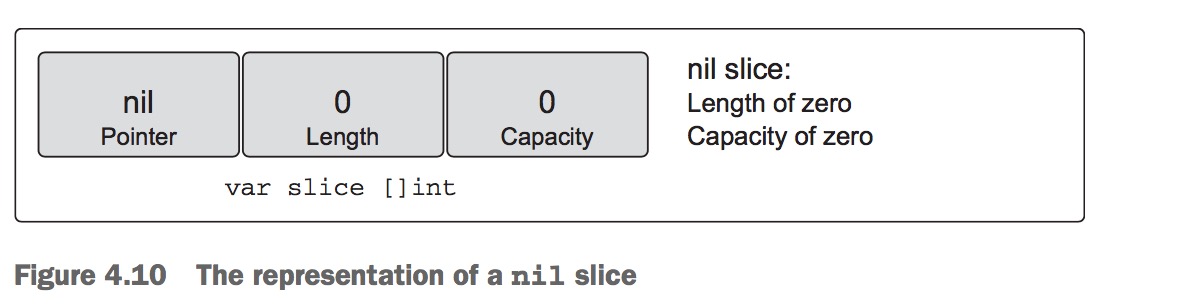 nil
Pointer
0
Length
0
Capacity
nil slice:
Length of zero
Capacity of zero
var slice []int
Figure 4.10 The representation of a nil slice